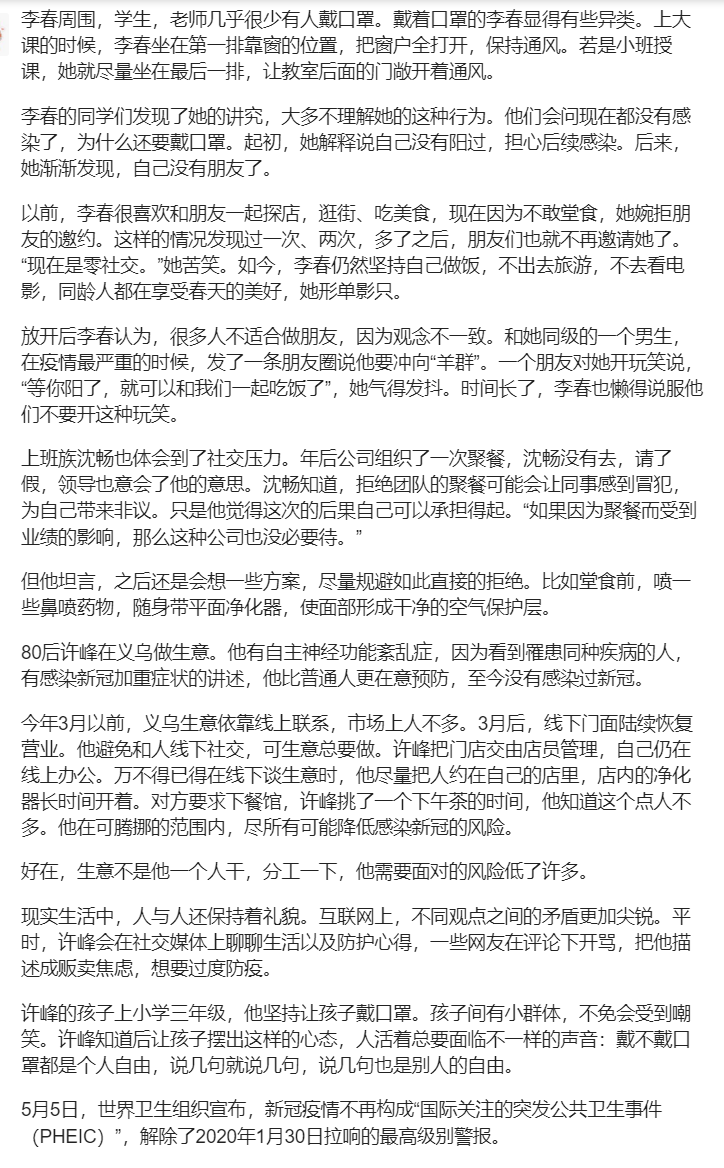 李春周围，学生，老师几乎很少有人戴口罩。戴着口罩的李春显得有些异类。上大
课的时候，李春坐在第一排靠窗的位置，把窗户全打开，保持通风。若是小班授
课，她就尽量坐在最后一排，让教室后面的门敞开着通风。
李春的同学们发现了她的讲究，大多不理解她的这种行为。他们会问现在都没有感
染了，为什么还要戴口罩。起初，她解释说自己没有阳过，担心后续感染。后来，
她渐渐发现，自己没有朋友了。
以前，李春很喜欢和朋友一起探店，逛街、吃美食，现在因为不敢堂食，她婉拒朋
友的邀约。这样的情况发现过一次、两次，多了之后，朋友们也就不再邀请她了。
“现在是零社交。”她苦笑。如今，李春仍然坚持自己做饭，不出去旅游，不去看电
影，同龄人都在享受春天的美好，她形单影只。
放开后李春认为，很多人不适合做朋友，因为观念不一致。和她同级的一个男生，
在疫情最严重的时候，发了一条朋友圈说他要冲向“羊群”。一个朋友对她开玩笑说，
“等你阳了，就可以和我们一起吃饭了”，她气得发抖。时间长了，李春也懒得说服他
们不要开这种玩笑。
上班族沈畅也体会到了社交压力。年后公司组织了一次聚餐，沈畅没有去，请了
假，领导也意会了他的意思。沈畅知道，拒绝团队的聚餐可能会让同事感到冒犯，
为自己带来非议。只是他觉得这次的后果自己可以承担得起。“如果因为聚餐而受到
业绩的影响，那么这种公司也没必要待。”
但他坦言，之后还是会想一些方案，尽量规避如此直接的拒绝。比如堂食前，喷一
些鼻喷药物，随身带平面净化器，使面部形成干净的空气保护层。
80后许峰在义乌做生意。他有自主神经功能紊乱症，因为看到罹患同种疾病的人，
有感染新冠加重症状的讲述，他比普通人更在意预防，至今没有感染过新冠。
今年3月以前，义乌生意依靠线上联系，市场上人不多。3月后，线下门面陆续恢复
营业。他避免和人线下社交，可生意总要做。许峰把门店交由店员管理，自己仍在
线上办公。万不得已得在线下谈生意时，他尽量把人约在自己的店里，店内的净化
器长时间开着。对方要求下餐馆，许峰挑了一个下午茶的时间，他知道这个点人不
多。他在可腾挪的范围内，尽所有可能降低感染新冠的风险。
好在，生意不是他一个人干，分工一下，他需要面对的风险低了许多。
现实生活中，人与人还保持着礼貌。互联网上，不同观点之间的矛盾更加尖锐。平
时，许峰会在社交媒体上聊聊生活以及防护心得，一些网友在评论下开骂，把他描
述成贩卖焦虑，想要过度防疫。
许峰的孩子上小学三年级，他坚持让孩子戴口罩。孩子间有小群体，不免会受到嘲
笑。许峰知道后让孩子摆出这样的心态，人活着总要面临不一样的声音：戴不戴口
罩都是个人自由，说几句就说几句，说几句也是别人的自由。
5月5日，世界卫生组织宣布，新冠疫情不再构成“国际关注的突发公共卫生事件
（PHEIC）”，解除了2020年1月30日拉响的最高级别警报。